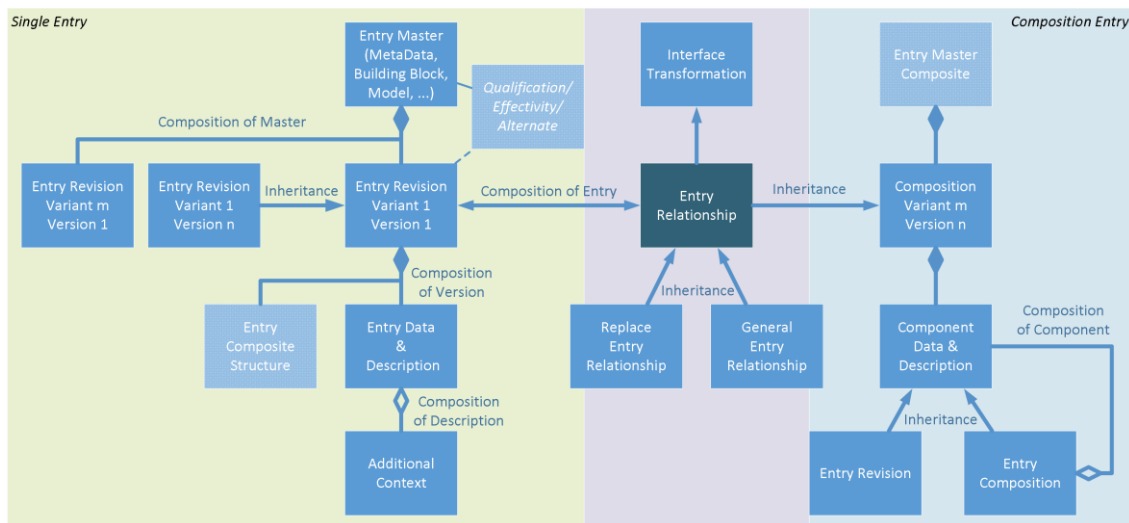 Single Entry
Composition Entry
Entry Master
(MetaData,
Building Block,
Model, ...)
Qualification/
Effectivity/
Alternate
Interface
Transformation
Entry Master
Composite
Composition of Master
Entry Revision
Variant m
Version 1
Entry Revision
Variant 1
Version n
Inheritance
Entry Revision
Variant 1
Version 1
Composition of Entry
Entry
Relationship
Inheritance
Composition
Variant m
Version n
Composition
of Version
Entry
Composite
Structure
Entry Data
&
Description
Inheritance
Replace
Entry
Relationship
General
Entry
Relationship
Component
Data &
Description
Composition
of Component
Composition
of Description
Additional
Context
Inheritance
Entry Revision
Entry
Composition